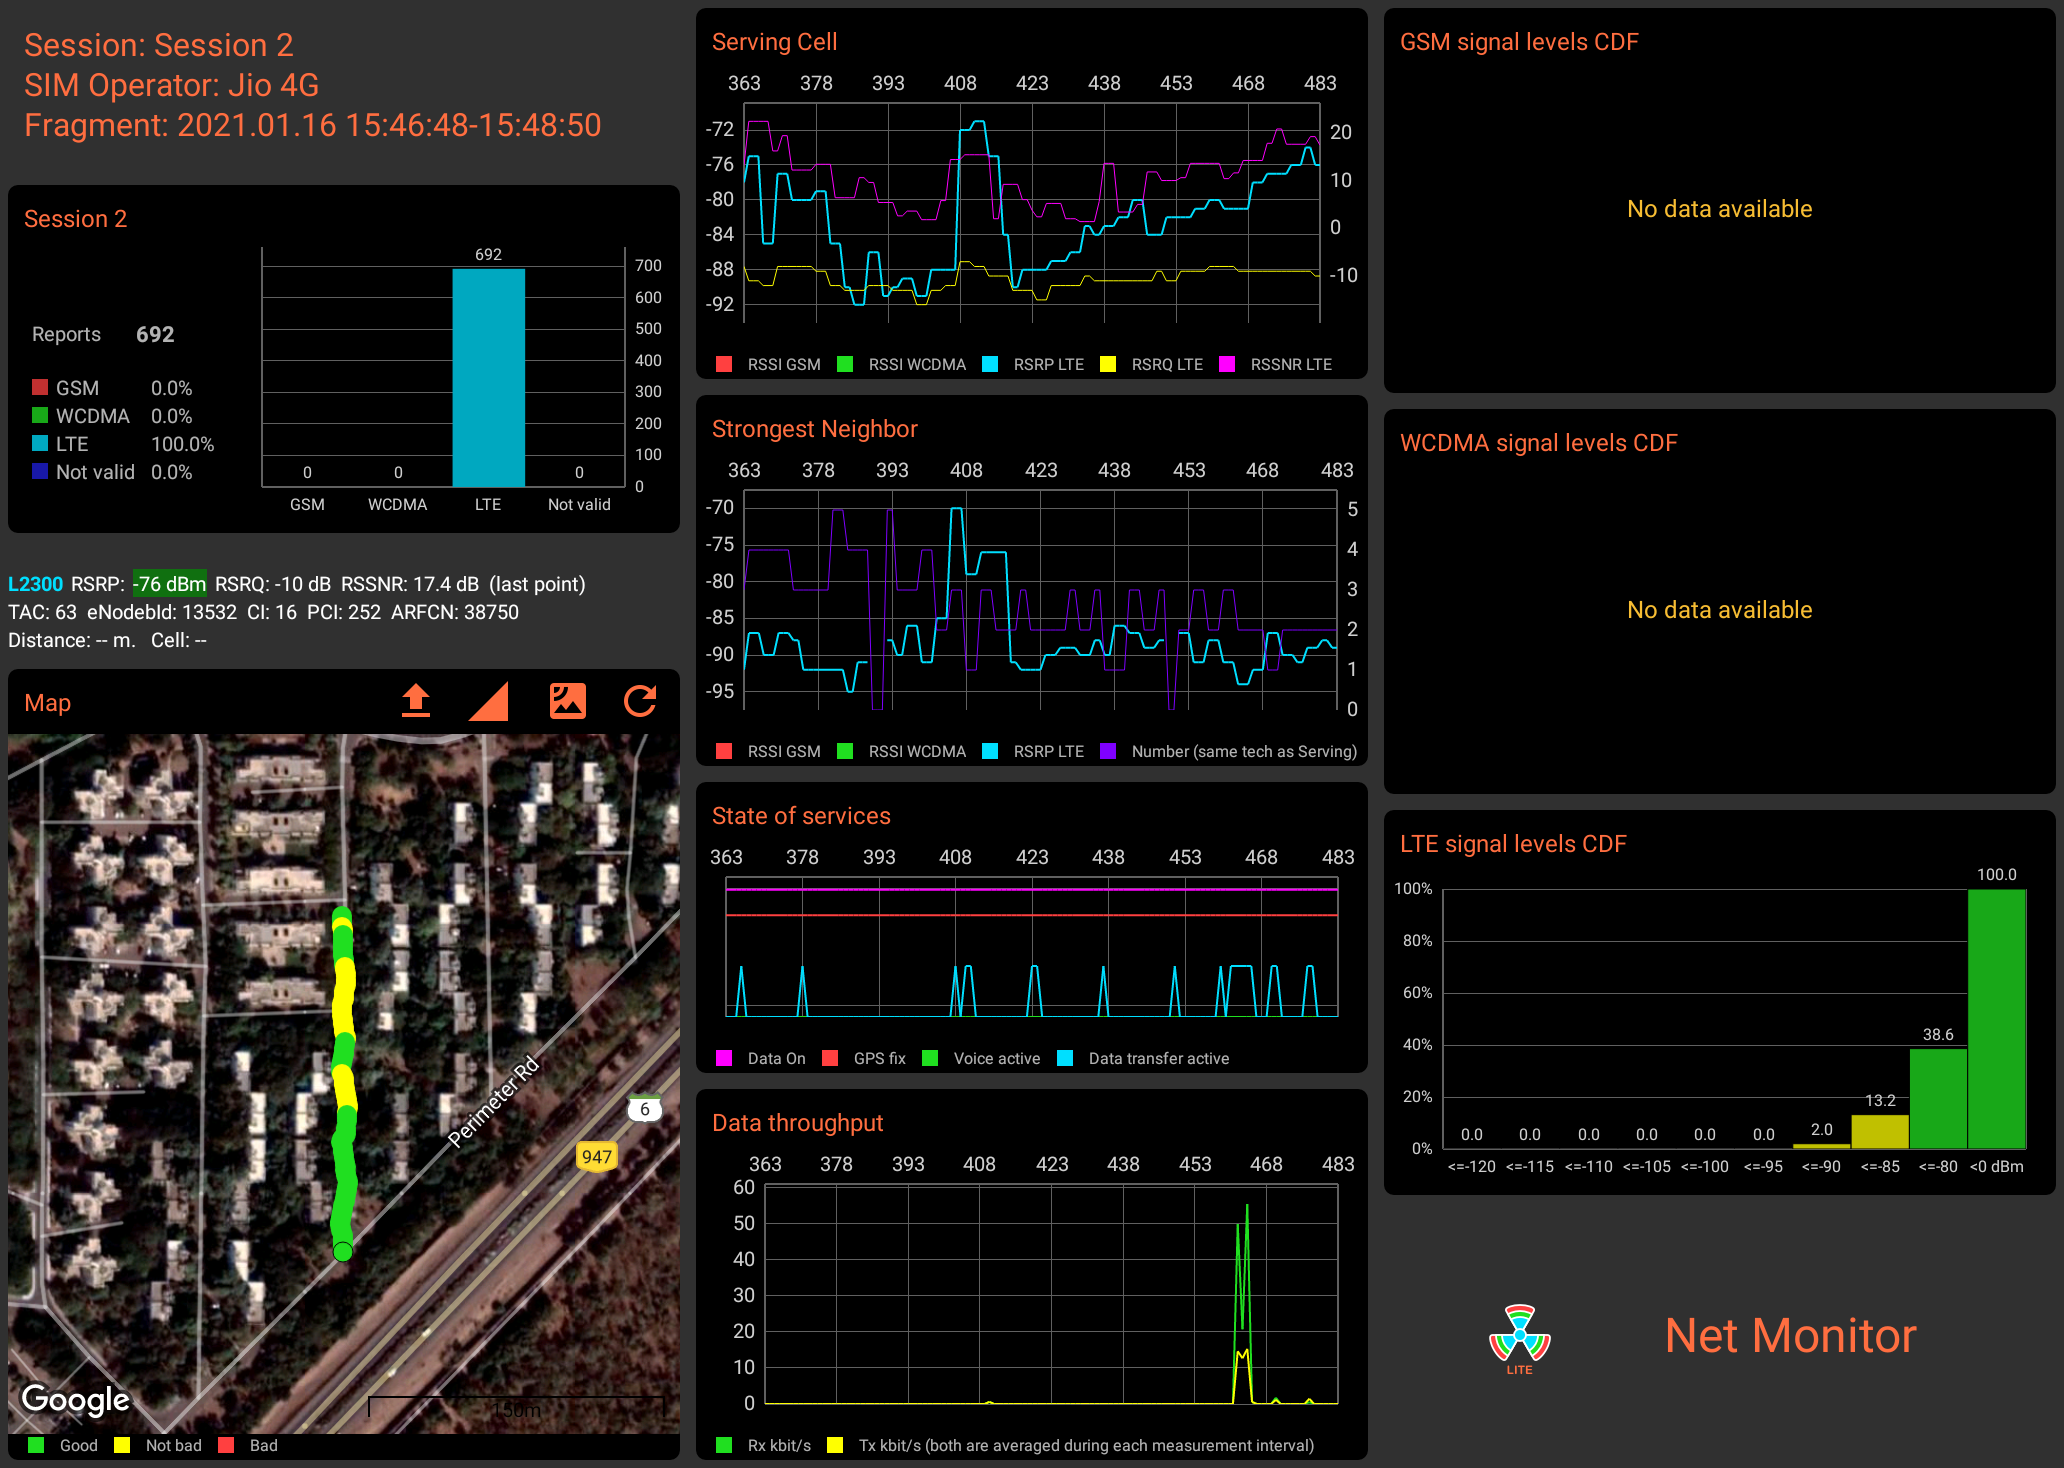 Session: Session 2
SIM Operator: Jio 4G
Fragment: 2021.01.16 15:46:48-15:48:50
Session 2
Reports 692
GSM 0.0%
WCDMA 0.0%
LTE 100.0%
Not valid 0.0%
692
0 0 0
700
600
500
400
300
200
100
0
GSM WCDMA LTE Not valid
L2300 RSRP: -76 dBm RSRQ: -10 dB RSSNR: 17.4 dB (last point)
TAC: 63 eNodebId: 13532 CI: 16 PCI: 252 ARFCN: 38750
Distance: -- m. Cell: --
Map
Perimeter Rd
6
947
Google
150m
Good Not bad Bad
Serving Cell
363 378 393 408 423 438 453 468 483
-72
-76
-80
-84
-88
-92
20
10
0
-10
RSSI GSM RSSI WCDMA RSRP LTE RSRQ LTE RSSNR LTE
Strongest Neighbor
363 378 393 408 423 438 453 468 483
-70
-75
-80
-85
-90
-95
5
4
3
2
1
0
RSSI GSM RSSI WCDMA RSRP LTE Number (same tech as Serving)
State of services
363 378 393 408 423 438 453 468 483
Data On GPS fix Voice active Data transfer active
Data throughput
363 378 393 408 423 438 453 468 483
60
50
40
30
20
10
0
Rx kbit/s Tx kbit/s (both are averaged during each measurement interval)
GSM signal levels CDF
No data available
WCDMA signal levels CDF
No data available
LTE signal levels CDF
100%
80%
60%
40%
20%
0%
0.0 0.0 0.0 0.0 0.0 0.0 2.0 13.2 38.6 100.0
<=-120 <=-115 <=-110 <=-105 <=-100 <=-95 <=-90 <=-85 <=-80 <0 dBm
LITE
Net Monitor